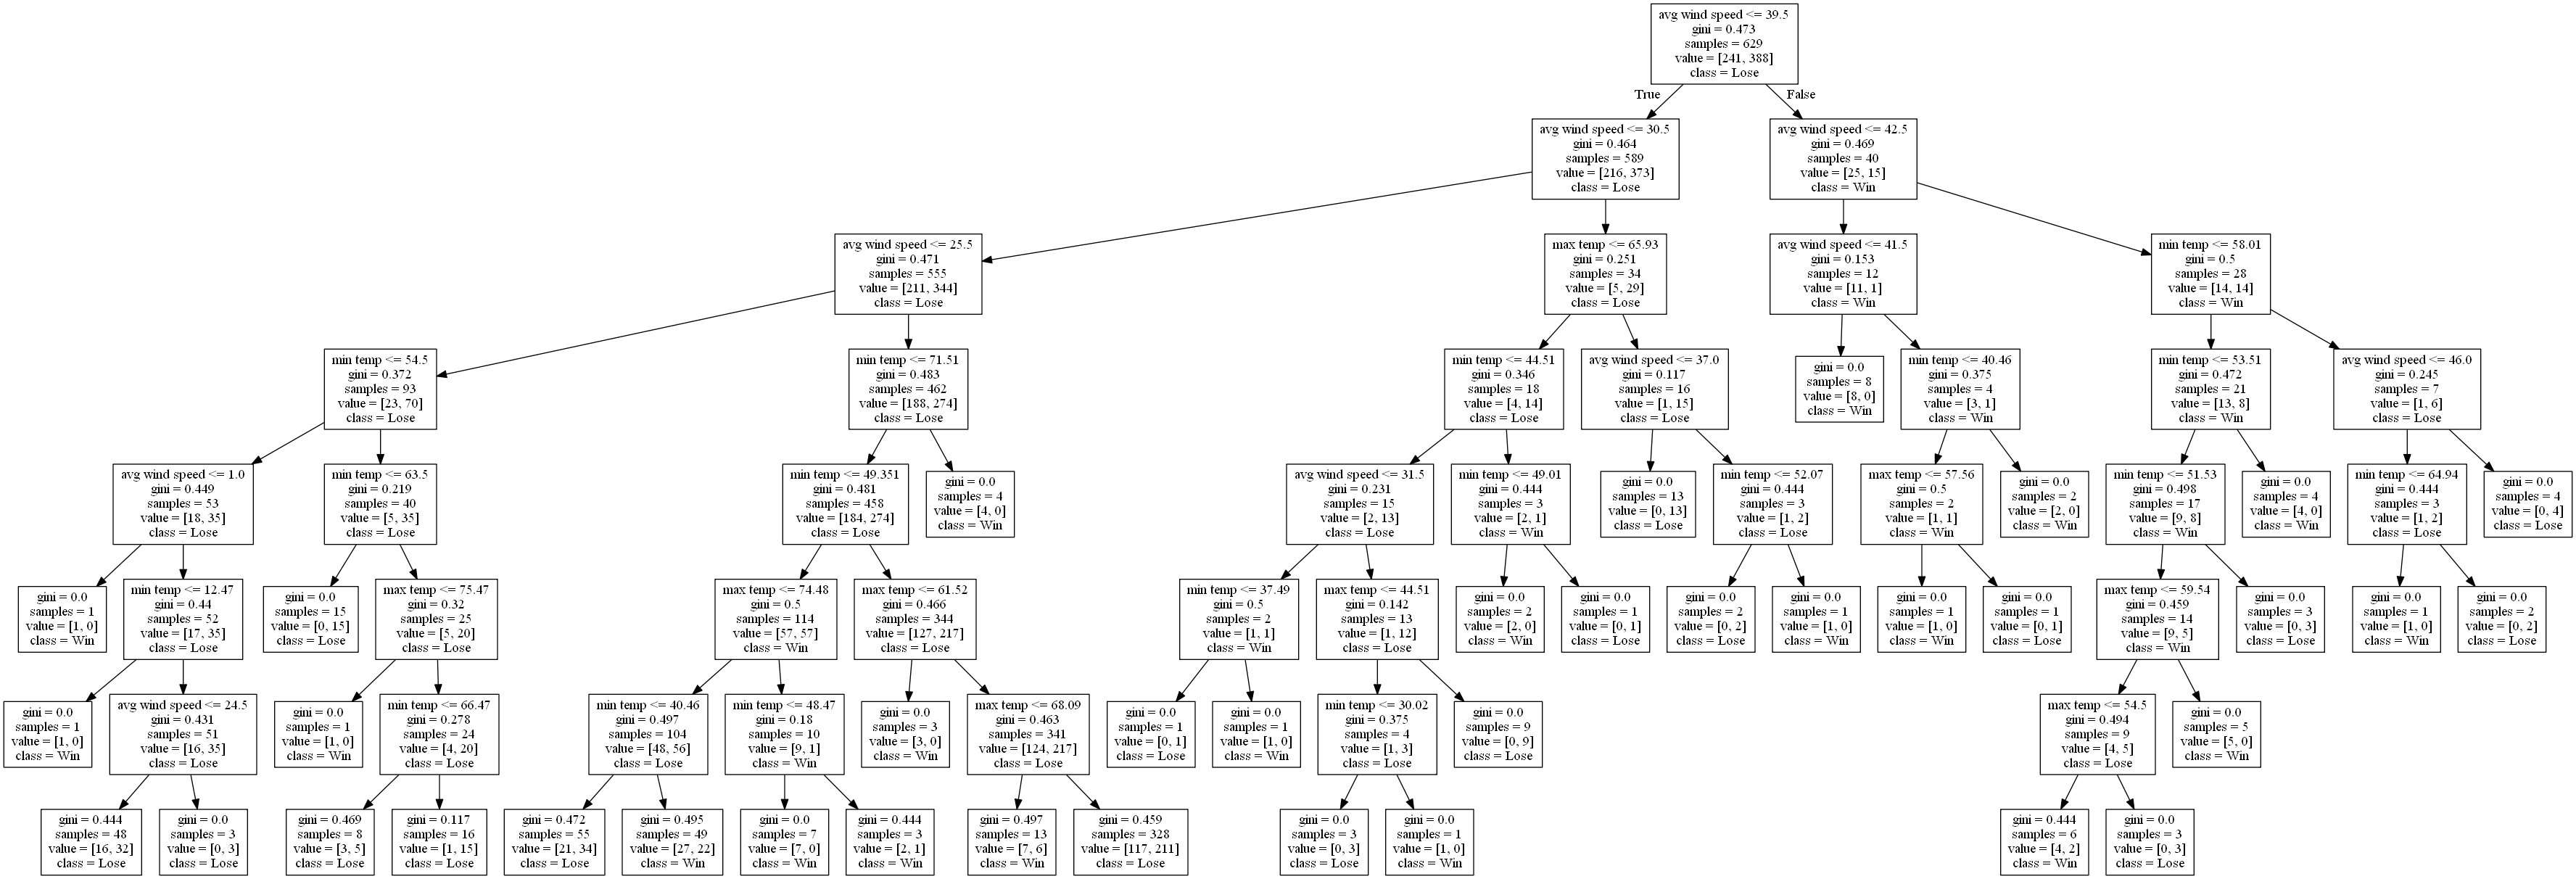 avg wind speed <= 39.5
gini = 0.473
samples = 629
value = [241, 388]
class = Lose
True
False
avg wind speed <= 30.5
gini = 0.464
samples = 589
value = [216, 373]
class = Lose
avg wind speed <= 42.5
gini = 0.469
samples = 40
value = [25, 15]
class = Win
avg wind speed <= 25.5
gini = 0.471
samples = 555
value = [211, 344]
class = Lose
max temp <= 65.93
gini = 0.251
samples = 34
value = [5, 29]
class = Lose
avg wind speed <= 41.5
gini = 0.153
samples = 12
value = [11, 1]
class = Win
min temp <= 58.01
gini = 0.5
samples = 28
value = [14, 14]
class = Win
min temp <= 54.5
gini = 0.372
samples = 93
value = [23, 70]
class = Lose
min temp <= 71.51
gini = 0.483
samples = 462
value = [188, 274]
class = Lose
min temp <= 44.51
gini = 0.346
samples = 18
value = [4, 14]
class = Lose
avg wind speed <= 37.0
gini = 0.117
samples = 16
value = [1, 15]
class = Lose
gini = 0.0
samples = 8
value = [8, 0]
class = Win
min temp <= 40.46
gini = 0.375
samples = 4
value = [3, 1]
class = Win
min temp <= 53.51
gini = 0.472
samples = 21
value = [13, 8]
class = Win
avg wind speed <= 46.0
gini = 0.245
samples = 7
value = [1, 6]
class = Lose
avg wind speed <= 1.0
gini = 0.449
samples = 53
value = [18, 35]
class = Lose
min temp <= 63.5
gini = 0.219
samples = 40
value = [5, 35]
class = Lose
min temp <= 49.351
gini = 0.481
samples = 458
value = [184, 274]
class = Lose
gini = 0.0
samples = 4
value = [4, 0]
class = Win
avg wind speed <= 31.5
gini = 0.231
samples = 15
value = [2, 13]
class = Lose
min temp <= 49.01
gini = 0.444
samples = 3
value = [2, 1]
class = Win
gini = 0.0
samples = 13
value = [0, 13]
class = Lose
min temp <= 52.07
gini = 0.444
samples = 3
value = [1, 2]
class = Lose
max temp <= 57.56
gini = 0.5
samples = 2
value = [1, 1]
class = Win
gini = 0.0
samples = 2
value = [2, 0]
class = Win
min temp <= 51.53
gini = 0.498
samples = 17
value = [9, 8]
class = Win
gini = 0.0
samples = 4
value = [4, 0]
class = Win
min temp <= 64.94
gini = 0.444
samples = 3
value = [1, 2]
class = Lose
gini = 0.0
samples = 4
value = [0, 4]
class = Lose
gini = 0.0
samples = 1
value = [1, 0]
class = Win
min temp <= 12.47
gini = 0.44
samples = 52
value = [17, 35]
class = Lose
gini = 0.0
samples = 15
value = [0, 15]
class = Lose
max temp <= 75.47
gini = 0.32
samples = 25
value = [5, 20]
class = Lose
max temp <= 74.48
gini = 0.5
samples = 114
value = [57, 57]
class = Win
max temp <= 61.52
gini = 0.466
samples = 344
value = [127, 217]
class = Lose
min temp <= 37.49
gini = 0.5
samples = 2
value = [1, 1]
class = Win
max temp <= 44.51
gini = 0.142
samples = 13
value = [1, 12]
class = Lose
gini = 0.0
samples = 2
value = [2, 0]
class = Win
gini = 0.0
samples = 1
value = [0, 1]
class = Lose
gini = 0.0
samples = 2
value = [0, 2]
class = Lose
gini = 0.0
samples = 1
value = [1, 0]
class = Win
gini = 0.0
samples = 1
value = [1, 0]
class = Win
gini = 0.0
samples = 1
value = [0, 1]
class = Lose
max temp <= 59.54
gini = 0.459
samples = 14
value = [9, 5]
class = Win
gini = 0.0
samples = 3
value = [0, 3]
class = Lose
gini = 0.0
samples = 1
value = [1, 0]
class = Win
gini = 0.0
samples = 2
value = [0, 2]
class = Lose
gini = 0.0
samples = 1
value = [1, 0]
class = Win
avg wind speed <= 24.5
gini = 0.431
samples = 51
value = [16, 35]
class = Lose
gini = 0.0
samples = 1
value = [1, 0]
class = Win
min temp <= 66.47
gini = 0.278
samples = 24
value = [4, 20]
class = Lose
min temp <= 40.46
gini = 0.497
samples = 104
value = [48, 56]
class = Lose
min temp <= 48.47
gini = 0.18
samples = 10
value = [9, 1]
class = Win
gini = 0.0
samples = 3
value = [3, 0]
class = Win
max temp <= 68.09
gini = 0.463
samples = 341
value = [124, 217]
class = Lose
gini = 0.0
samples = 1
value = [0, 1]
class = Lose
gini = 0.0
samples = 1
value = [1, 0]
class = Win
min temp <= 30.02
gini = 0.375
samples = 4
value = [1, 3]
class = Lose
gini = 0.0
samples = 9
value = [0, 9]
class = Lose
max temp <= 54.5
gini = 0.494
samples = 9
value = [4, 5]
class = Lose
gini = 0.0
samples = 5
value = [5, 0]
class = Win
gini = 0.444
samples = 48
value = [16, 32]
class = Lose
gini = 0.0
samples = 3
value = [0, 3]
class = Lose
gini = 0.469
samples = 8
value = [3, 5]
class = Lose
gini = 0.117
samples = 16
value = [1, 15]
class = Lose
gini = 0.472
samples = 55
value = [21, 34]
class = Lose
gini = 0.495
samples = 49
value = [27, 22]
class = Win
gini = 0.0
samples = 7
value = [7, 0]
class = Win
gini = 0.444
samples = 3
value = [2, 1]
class = Win
gini = 0.497
samples = 13
value = [7, 6]
class = Win
gini = 0.459
samples = 328
value = [117, 211]
class = Lose
gini = 0.0
samples = 3
value = [0, 3]
class = Lose
gini = 0.0
samples = 1
value = [1, 0]
class = Win
gini = 0.444
samples = 6
value = [4, 2]
class = Win
gini = 0.0
samples = 3
value = [0, 3]
class = Lose